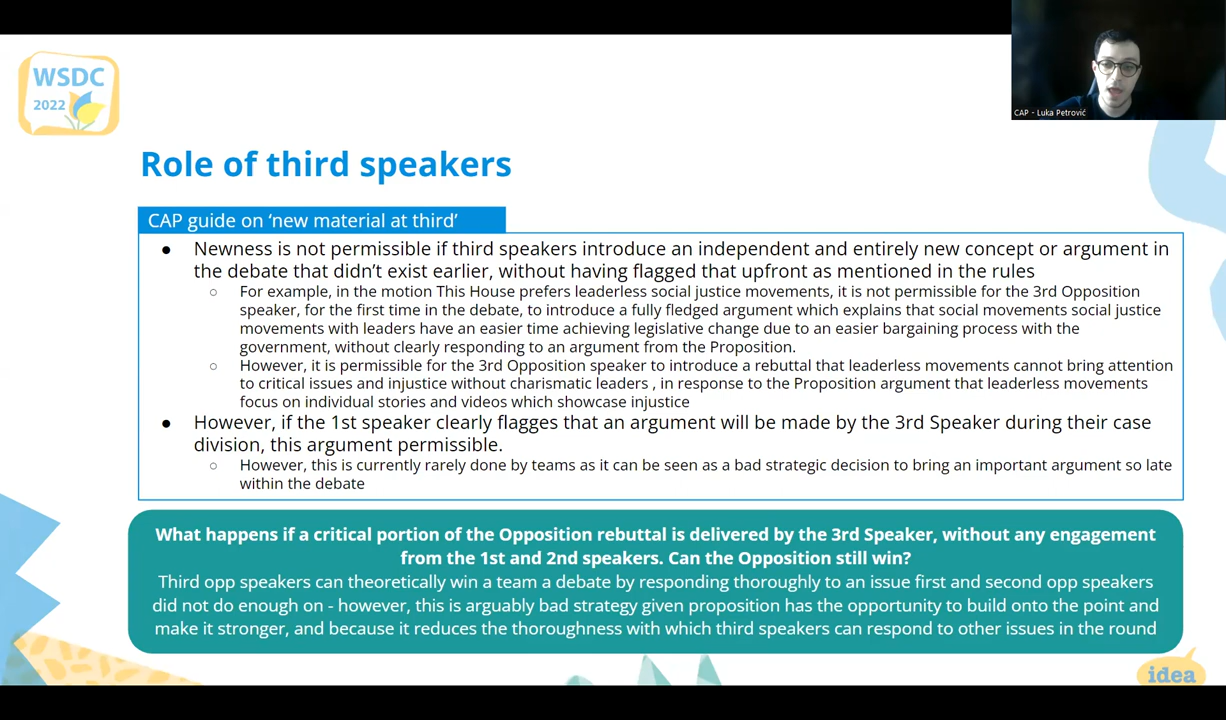 CAP - Luka Petrović
WSDC
2022
Role of third speakers
CAP guide on ‘new material at third’
● Newness is not permissible if third speakers introduce an independent and entirely new concept or argument in
the debate that didn’t exist earlier, without having flagged that upfront as mentioned in the rules
○ For example, in the motion This House prefers leaderless social justice movements, it is not permissible for the 3rd Opposition
speaker, for the first time in the debate, to introduce a fully fledged argument which explains that social movements social justice
movements with leaders have an easier time achieving legislative change due to an easier bargaining process with the
government, without clearly responding to an argument from the Proposition.
○ However, it is permissible for the 3rd Opposition speaker to introduce a rebuttal that leaderless movements cannot bring attention
to critical issues and injustice without charismatic leaders , in response to the Proposition argument that leaderless movements
focus on individual stories and videos which showcase injustice
● However, if the 1st speaker clearly flagges that an argument will be made by the 3rd Speaker during their case
division, this argument permissible.
○ However, this is currently rarely done by teams as it can be seen as a bad strategic decision to bring an important argument so late
within the debate
What happens if a critical portion of the Opposition rebuttal is delivered by the 3rd Speaker, without any engagement
from the 1st and 2nd speakers. Can the Opposition still win?
Third opp speakers can theoretically win a team a debate by responding thoroughly to an issue first and second opp speakers
did not do enough on - however, this is arguably bad strategy given proposition has the opportunity to build onto the point and
make it stronger, and because it reduces the thoroughness with which third speakers can respond to other issues in the round
idea